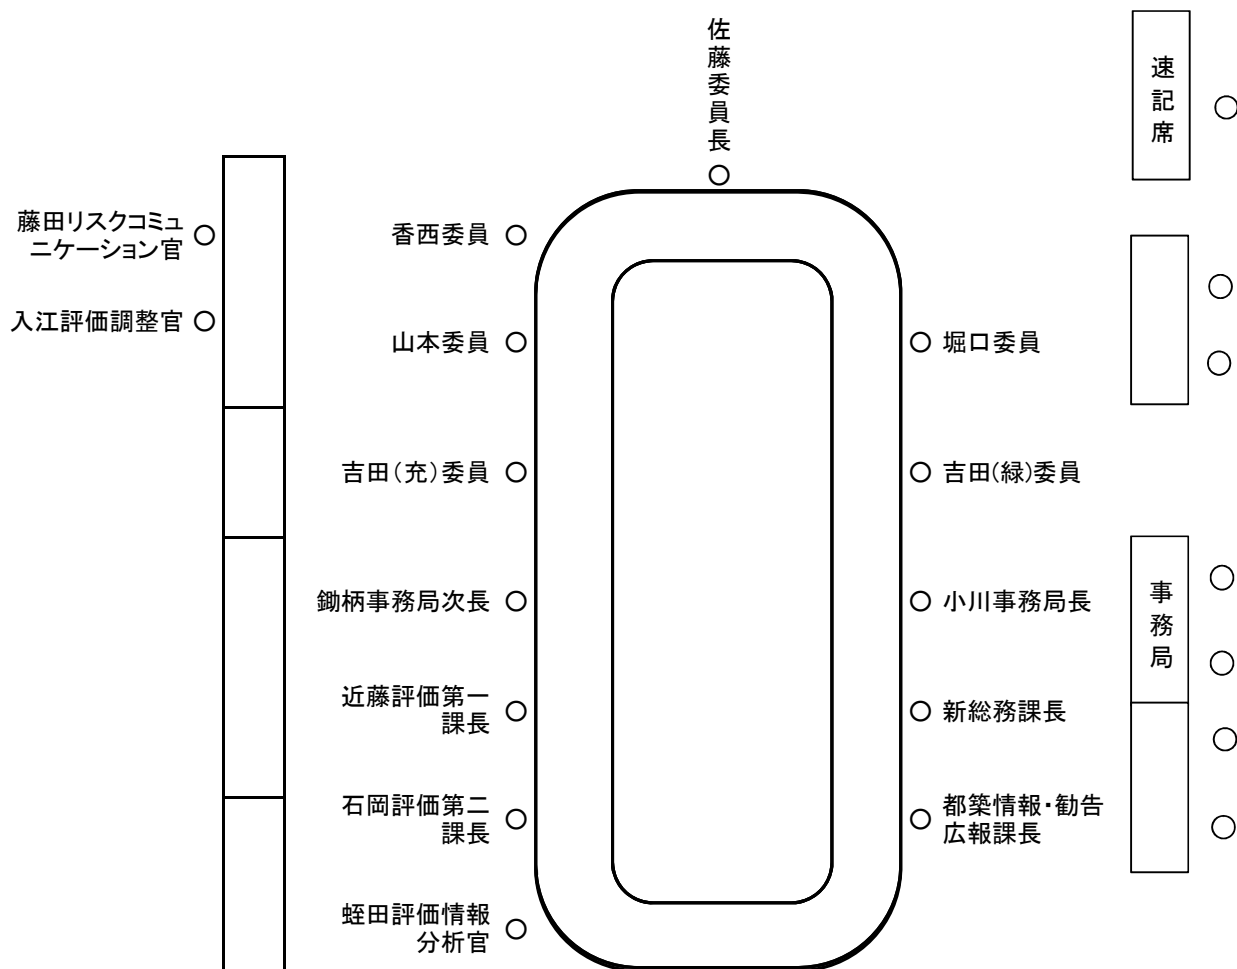 佐藤委員長
速記席
藤田リスクコミュ
ニケーション官
入江評価調整官
香西委員
山本委員
吉田(充)委員
鋤柄事務局次長
近藤評価第一
課長
石岡評価第二
課長
蛭田評価情報
分析官
堀口委員
吉田(緑)委員
小川事務局長
新総務課長
都築情報・勧告
広報課長
事務局